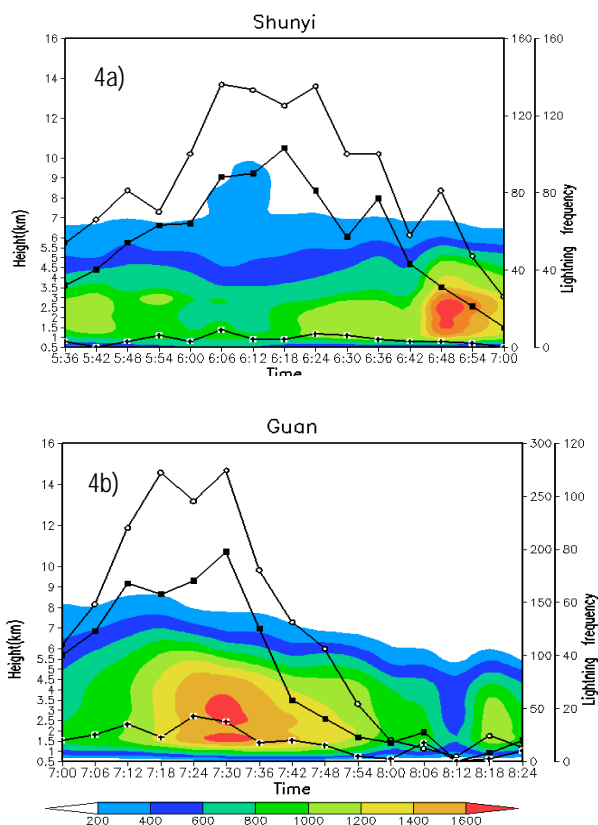 Shunyi
4a)
16 14 12 10 9 8 7 6 5.5 5 4.5 4 3.5 3 2.5 2 1.5 1 0.5
Height(km)
160 120 80 40 0
160 120 80 40 0
Lightning frequency
5:36 5:42 5:48 5:54 6:00 6:06 6:12 6:18 6:24 6:30 6:36 6:42 6:48 6:54 7:00
Time
Guan
4b)
16 14 12 10 9 8 7 6 5.5 5 4.5 4 3.5 3 2.5 2 1.5 1 0.5
Height(km)
300 250 200 150 100 50 0
120 100 80 60 40 20 0
Lightning frequency
7:00 7:06 7:12 7:18 7:24 7:30 7:36 7:42 7:48 7:54 8:00 8:06 8:12 8:18 8:24
Time
200 400 600 800 1000 1200 1400 1600